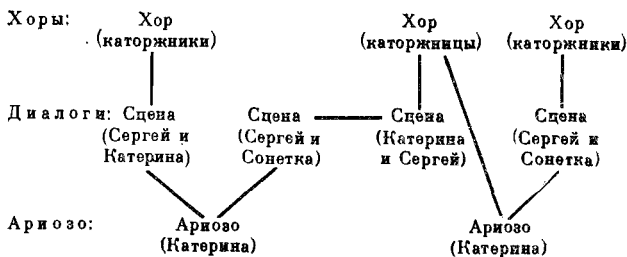 Хоры: Хор Хор Хор
(каторжники) (каторжницы) (каторжники)
Диалоги: Сцена Сцена Сцена Сцена
(Сергей и (Сергей и (Катерина (Сергей и
Катерина) Сонетка) и Сергей) Сонетка)
Ариозо: Ариозо Ариозо
(Катерина) (Катерина)